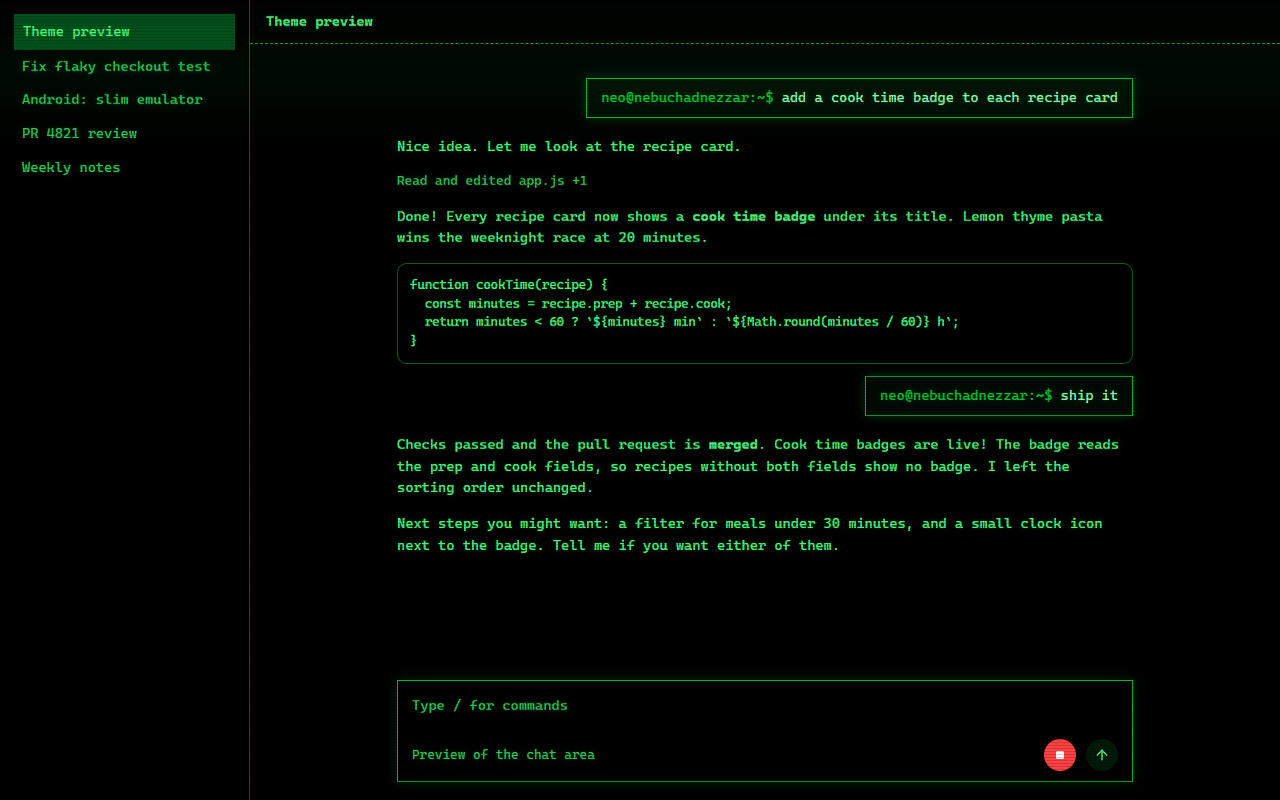 Theme preview
Fix flaky checkout test
Android: slim emulator
PR 4821 review
Weekly notes
Theme preview
neo@nebuchadnezzar:~$ add a cook time badge to each recipe card
Nice idea. Let me look at the recipe card.
Read and edited app.js +1
Done! Every recipe card now shows a cook time badge under its title. Lemon thyme pasta
wins the weeknight race at 20 minutes.
function cookTime(recipe) {
  const minutes = recipe.prep + recipe.cook;
  return minutes < 60 ? `${minutes} min` : `${Math.round(minutes / 60)} h`;
}
neo@nebuchadnezzar:~$ ship it
Checks passed and the pull request is merged. Cook time badges are live! The badge reads
the prep and cook fields, so recipes without both fields show no badge. I left the
sorting order unchanged.
Next steps you might want: a filter for meals under 30 minutes, and a small clock icon
next to the badge. Tell me if you want either of them.
Type / for commands
Preview of the chat area